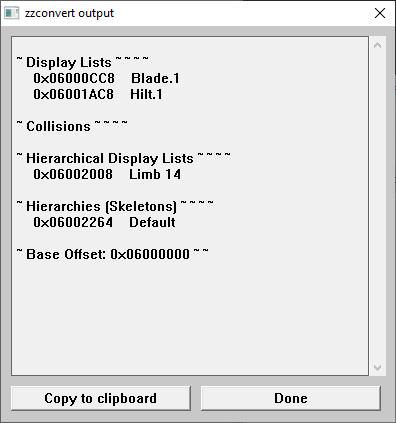 zzconvert output
~ Display Lists ~ ~ ~ ~
0x06000CC8 Blade.1
0x06001AC8 Hilt.1
~ Collisions ~ ~ ~ ~
~ Hierarchical Display Lists ~ ~ ~ ~
0x06002008 Limb 14
~ Hierarchies (Skeletons) ~ ~ ~ ~
0x06002264 Default
~ Base Offset: 0x06000000 ~ ~
Copy to clipboard
Done